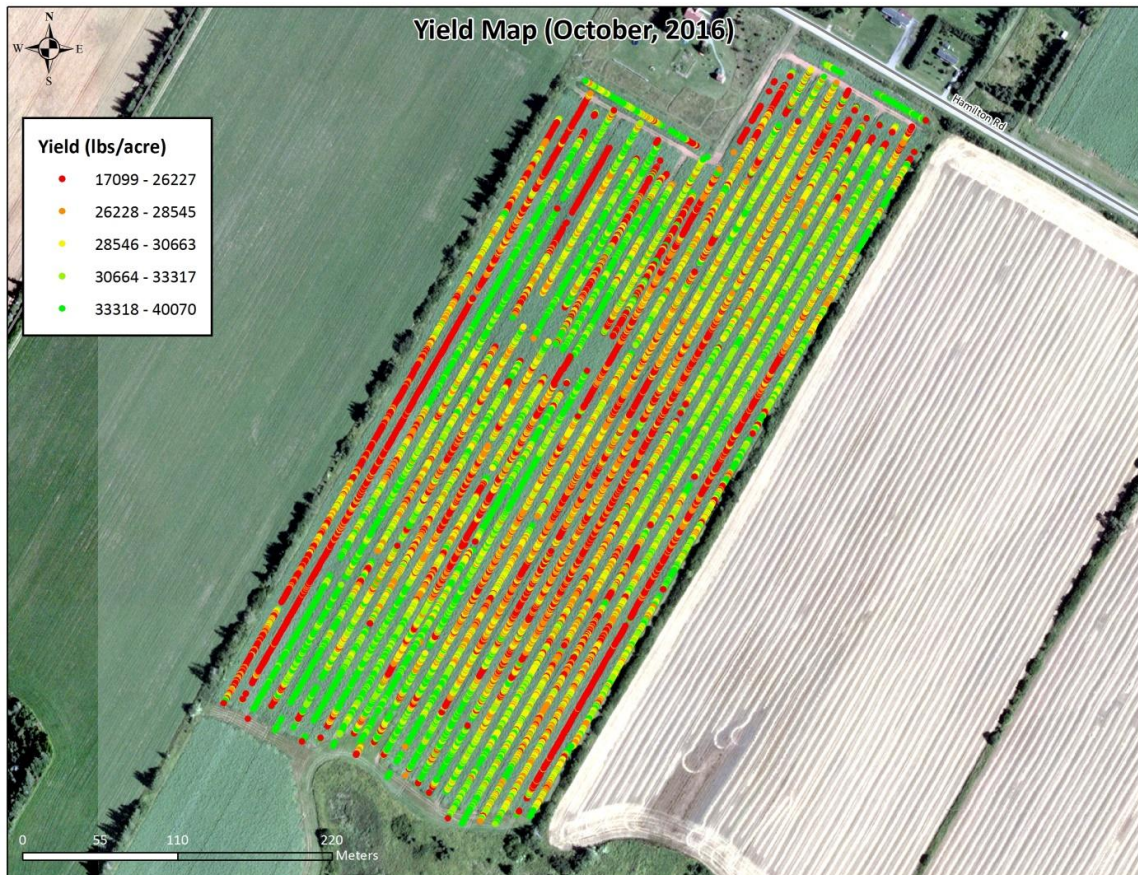 Yield Map (October, 2016)
N
W E
S
Hamilton Rd
Yield (lbs/acre)
17099 - 26227
26228 - 28545
28546 - 30663
30664 - 33317
33318 - 40070
0 55 110 220
Meters